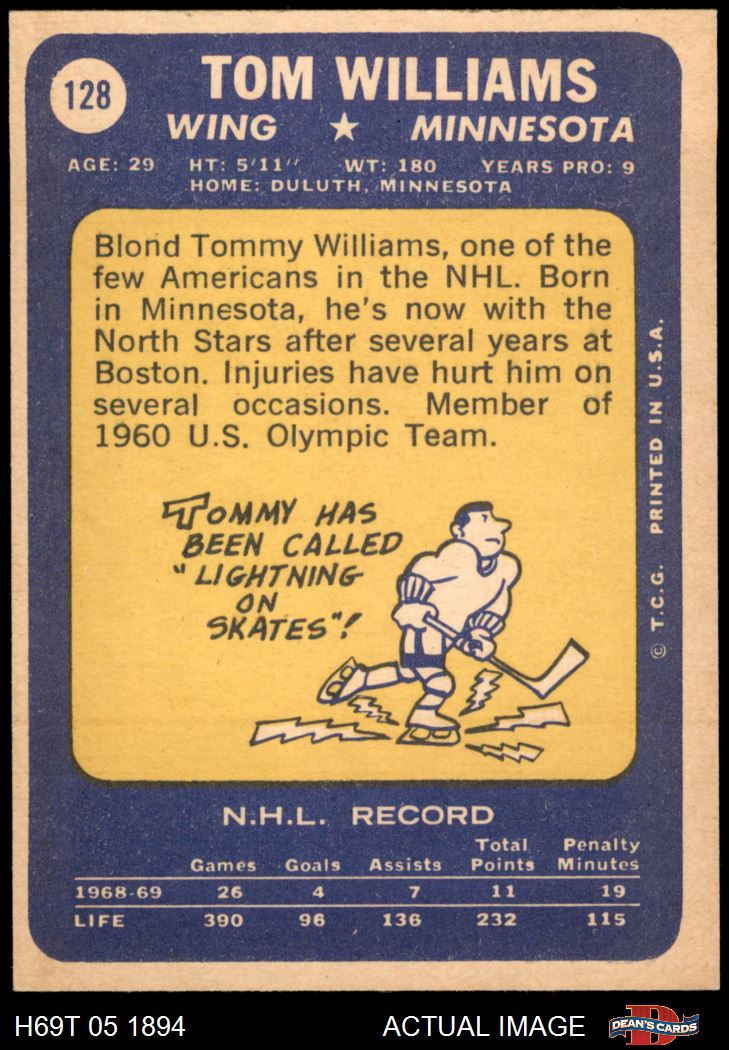 128
TOM WILLIAMS
WING ★ MINNESOTA
AGE: 29 HT: 5'11" WT: 180 YEARS PRO: 9
HOME: DULUTH, MINNESOTA
Blond Tommy Williams, one of the
few Americans in the NHL. Born
in Minnesota, he's now with the
North Stars after several years at
Boston. Injuries have hurt him on
several occasions. Member of
1960 U.S. Olympic Team.
TOMMY HAS
BEEN CALLED
"LIGHTNING
ON
SKATES"!
© T.C.G. PRINTED IN U.S.A.
N.H.L. RECORD
Games Goals Assists Total Points Penalty Minutes
1968-69 26 4 7 11 19
LIFE 390 96 136 232 115
H69T 05 1894 ACTUAL IMAGE
D
DEAN'S CARDS